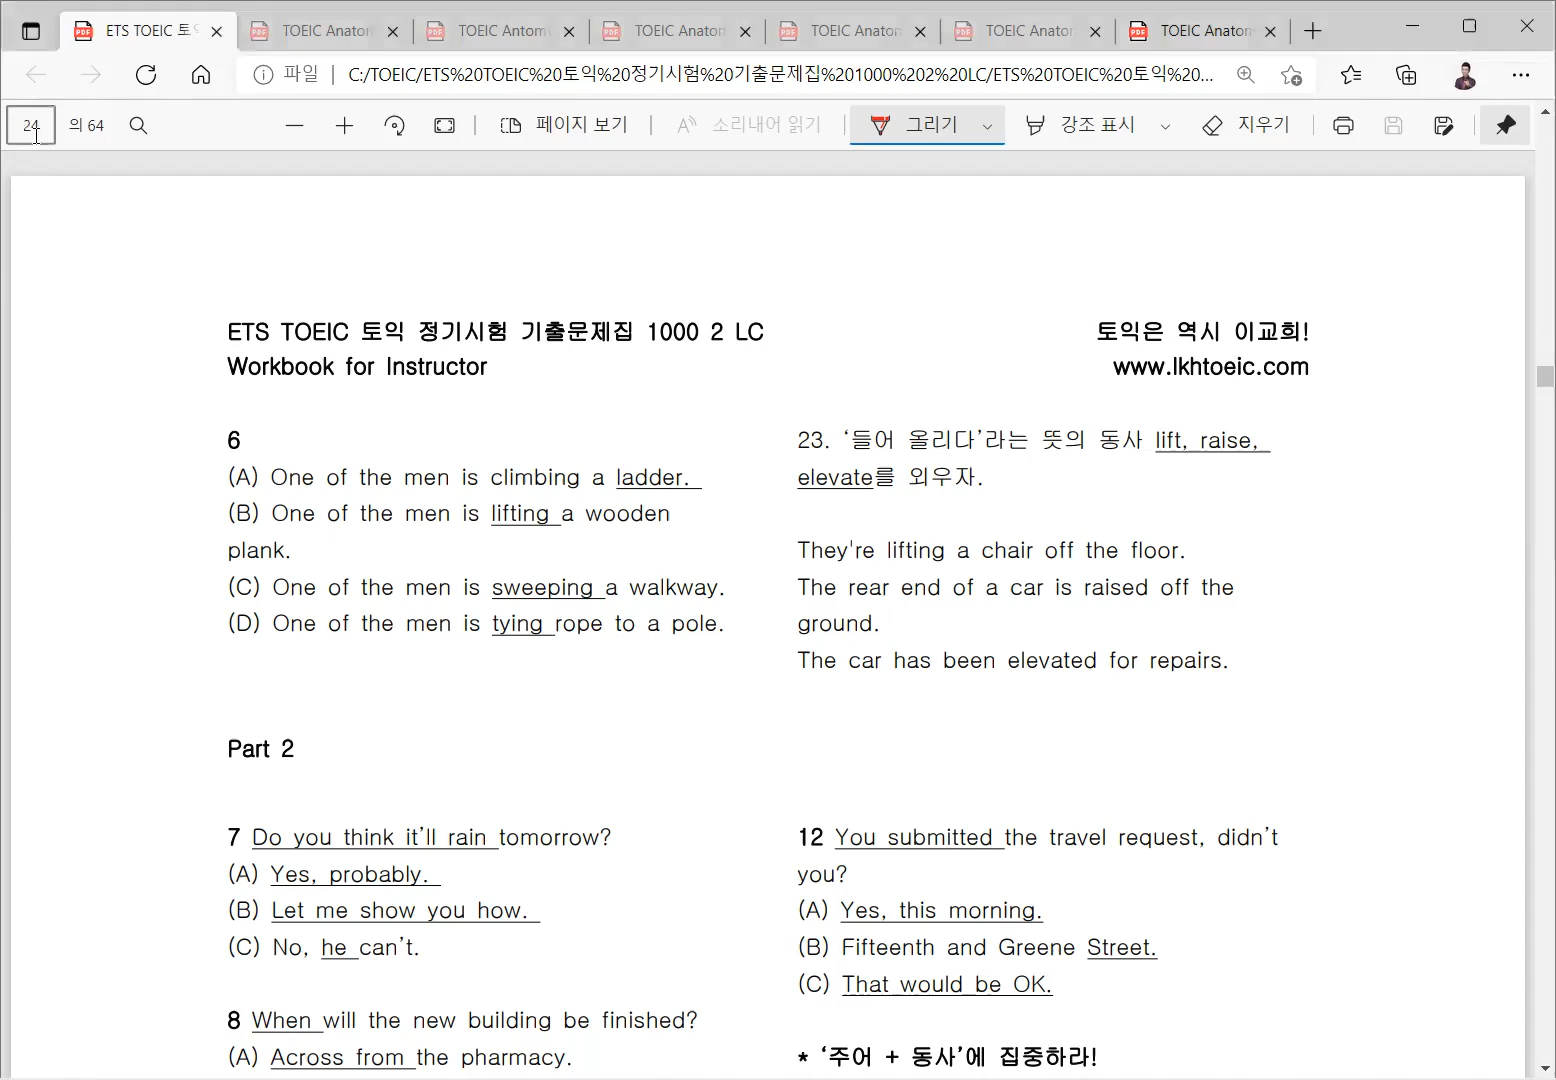 ETS TOEIC 토
TOEIC Anatom
TOEIC Antom
TOEIC Anatom
TOEIC Anatom
TOEIC Anator
TOEIC Anatom
파일 | C:/TOEIC/ETS%20TOEIC%20토익%20정기시험%20기출문제집%201000%202%20LC/ETS%20TOEIC%20토익%20...
24 의 64
페이지 보기
소리내어 읽기
그리기
강조 표시
지우기
ETS TOEIC 토익 정기시험 기출문제집 1000 2 LC
Workbook for Instructor
토익은 역시 이교희!
www.lkhtoeic.com
6
(A) One of the men is climbing a ladder.
(B) One of the men is lifting a wooden
plank.
(C) One of the men is sweeping a walkway.
(D) One of the men is tying rope to a pole.
23. ‘들어 올리다’라는 뜻의 동사 lift, raise,
elevate를 외우자.
They're lifting a chair off the floor.
The rear end of a car is raised off the
ground.
The car has been elevated for repairs.
Part 2
7 Do you think it’ll rain tomorrow?
(A) Yes, probably.
(B) Let me show you how.
(C) No, he can’t.
8 When will the new building be finished?
(A) Across from the pharmacy.
12 You submitted the travel request, didn’t
you?
(A) Yes, this morning.
(B) Fifteenth and Greene Street.
(C) That would be OK.
* ‘주어 + 동사’에 집중하라!